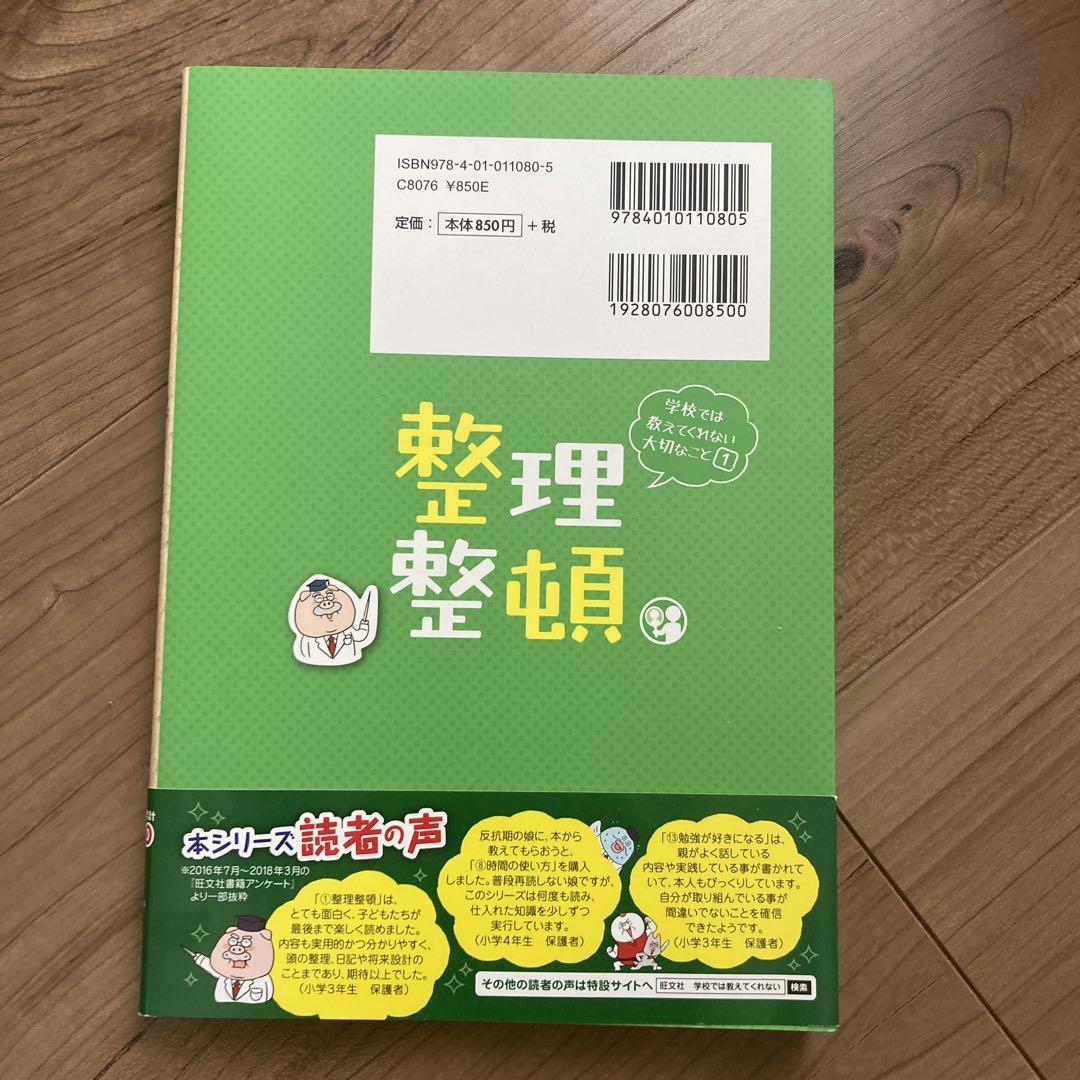 ISBN978-4-01-011080-5
C8076 ¥850E
定価：本体850円＋税
9784010110805
1928076008500
学校では
教えてくれない
大切なこと1
整理
整頓
計
本シリーズ読者の声
※2016年7月～2018年3月の
『旺文社書籍アンケート』
より一部抜粋
「①整理整頓」は、
とても面白く、子どもたちが
最後まで楽しく読めました。
内容も実用的かつ分かりやすく、
頭の整理、日記や将来設計の
ことまであり、期待以上でした。
（小学3年生　保護者）
反抗期の娘に、本から
教えてもらおうと、
「⑧時間の使い方」を購入
しました。普段再読しない娘ですが、
このシリーズは何度も読み、
仕入れた知識を少しずつ
実行しています。
（小学4年生　保護者）
「⑬勉強が好きになる」は、
親がよく話している
内容や実践している事が書かれて
いて、本人もびっくりしています。
自分が取り組んでいる事が
間違いでないことを確信
できたようです。
（小学3年生　保護者）
その他の読者の声は特設サイトへ 旺文社　学校では教えてくれない 検索